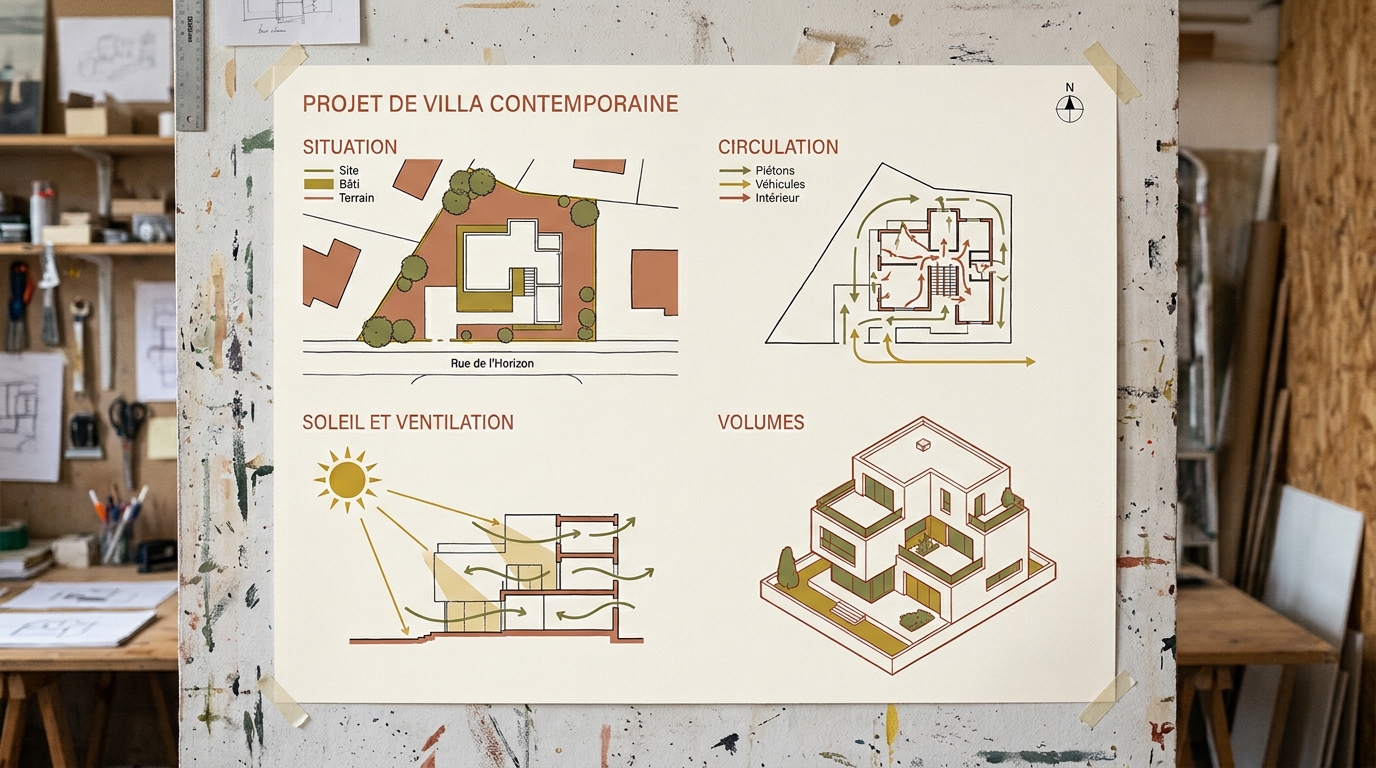 PROJET DE VILLA CONTEMPORAINE
N
SITUATION
Site
Bâti
Terrain
Rue de l'Horizon
CIRCULATION
Piétons
Véhicules
Intérieur
SOLEIL ET VENTILATION
VOLUMES